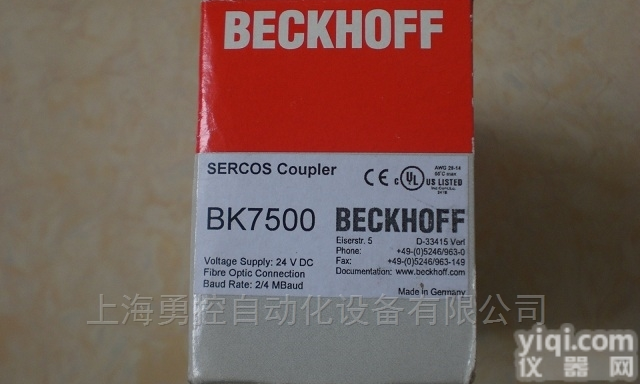 BECKHOFF
SERCOS Coupler
AWG 28-14
US LISTED
BK7500 BECKHOFF
Eiserstr. 5 D-33415 Verl
Voltage Supply: 24 V DC Phone: +49-(0)5246/963-0
Fibre Optic Connection Fax: +49-(0)5246/963-149
Baud Rate: 2/4 MBaud Documentation: www.beckhoff.com
Made in Germany
上海勇控自动化设备有限公司
yiqi.com
仪器网